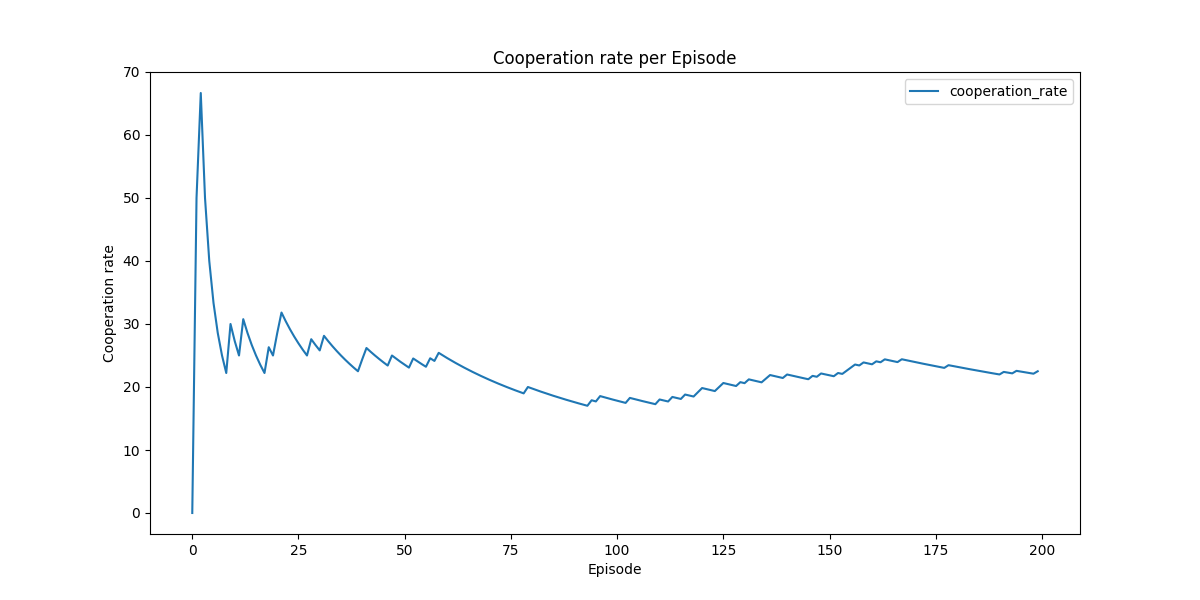 Cooperation rate per Episode
cooperation_rate
Cooperation rate
70
60
50
40
30
20
10
0
0 25 50 75 100 125 150 175 200
Episode